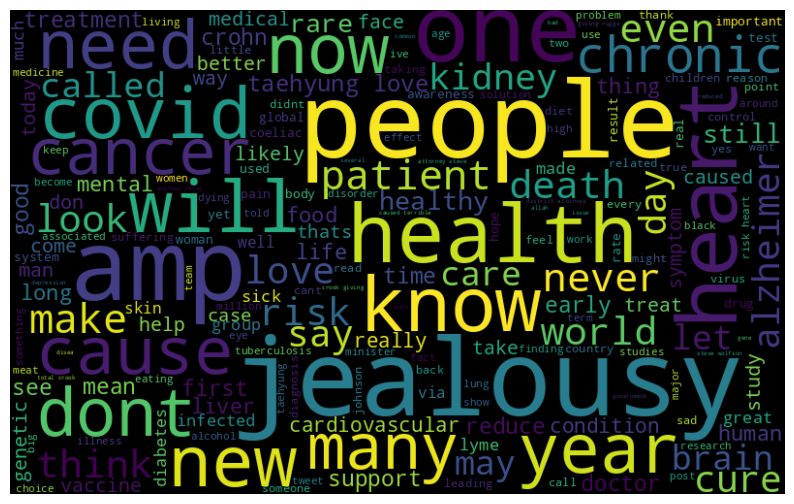 treatment
living
much
need
medical
crohn
rare
face
one
now
even
treatment
important
problem
thank
little
better
age
two
common
ive
use
test
chronic
medicine
called
way
taehyung
love
kidney
thing
children
reason
today
covid
global
didnt
taking
awareness
solution
people
diet
high
result
real
point
around
control
yes
want
still
heart
cancer
keep
likely
used
effect
coeliac
patient
made
related
true
death
caused
day
mental
women
become
don
dying
pain
body
disorder
several
good
look
will
yet
told
healthy
food
thats
health
every
feel
work
rate
might
black
risk heart
alzheimer
come
associated
suffering
woman
well
life
hope
system
man
team
amp
love
read
time
care
know
never
symptom
virus
drug
long
skin
sick
cant
risk
million
early
treat
let
make
help
case
group
say
really
world
cause
eye
tuberculosis
minister
fact
take
term
finding
country
studies
see
mean
first
liver
jealousy
diagnosis
johnson
back
via
lung
show
major
study
dont
meat
eating
infected
cardiovascular
reduce
condition
great
human
sad
genetic
big
illness
diabetes
alcohol
new
many
lyme
may
year
brain
research
think
vaccine
choice
tweet
someone
support
leading
call
doctor
post
cure
something
depression
total crook
caused terrible
district attorney
attorney steve
steve wolfson
government